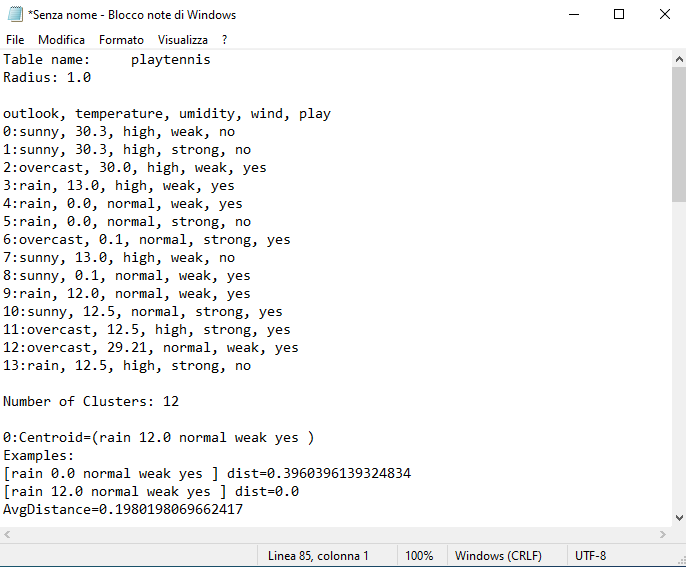 *Senza nome - Blocco note di Windows
File Modifica Formato Visualizza ?
Table name:     playtennis
Radius: 1.0
outlook, temperature, umidity, wind, play
0:sunny, 30.3, high, weak, no
1:sunny, 30.3, high, strong, no
2:overcast, 30.0, high, weak, yes
3:rain, 13.0, high, weak, yes
4:rain, 0.0, normal, weak, yes
5:rain, 0.0, normal, strong, no
6:overcast, 0.1, normal, strong, yes
7:sunny, 13.0, high, weak, no
8:sunny, 0.1, normal, weak, yes
9:rain, 12.0, normal, weak, yes
10:sunny, 12.5, normal, strong, yes
11:overcast, 12.5, high, strong, yes
12:overcast, 29.21, normal, weak, yes
13:rain, 12.5, high, strong, no
Number of Clusters: 12
0:Centroid=(rain 12.0 normal weak yes )
Examples:
[rain 0.0 normal weak yes ] dist=0.3960396139324834
[rain 12.0 normal weak yes ] dist=0.0
AvgDistance=0.1980198069662417
Linea 85, colonna 1 100% Windows (CRLF) UTF-8